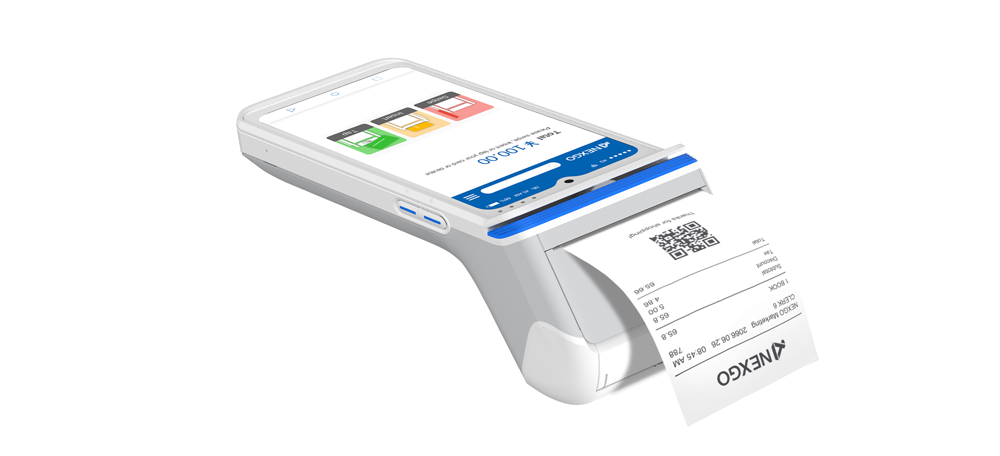 4G
08:45 AM 88%
NEXGO
Total 100.00
Please swipe, insert or tap your card or device
Swipe
Insert
Tap
NEXGO
NEXGO Marketing 2066.06.26 08:45 AM
CLERK 6 788
1 BOOK 65.8
Subtotal 65.8
Discount 5.00
Tax 4.86
Total 65.66
Thanks for shopping!